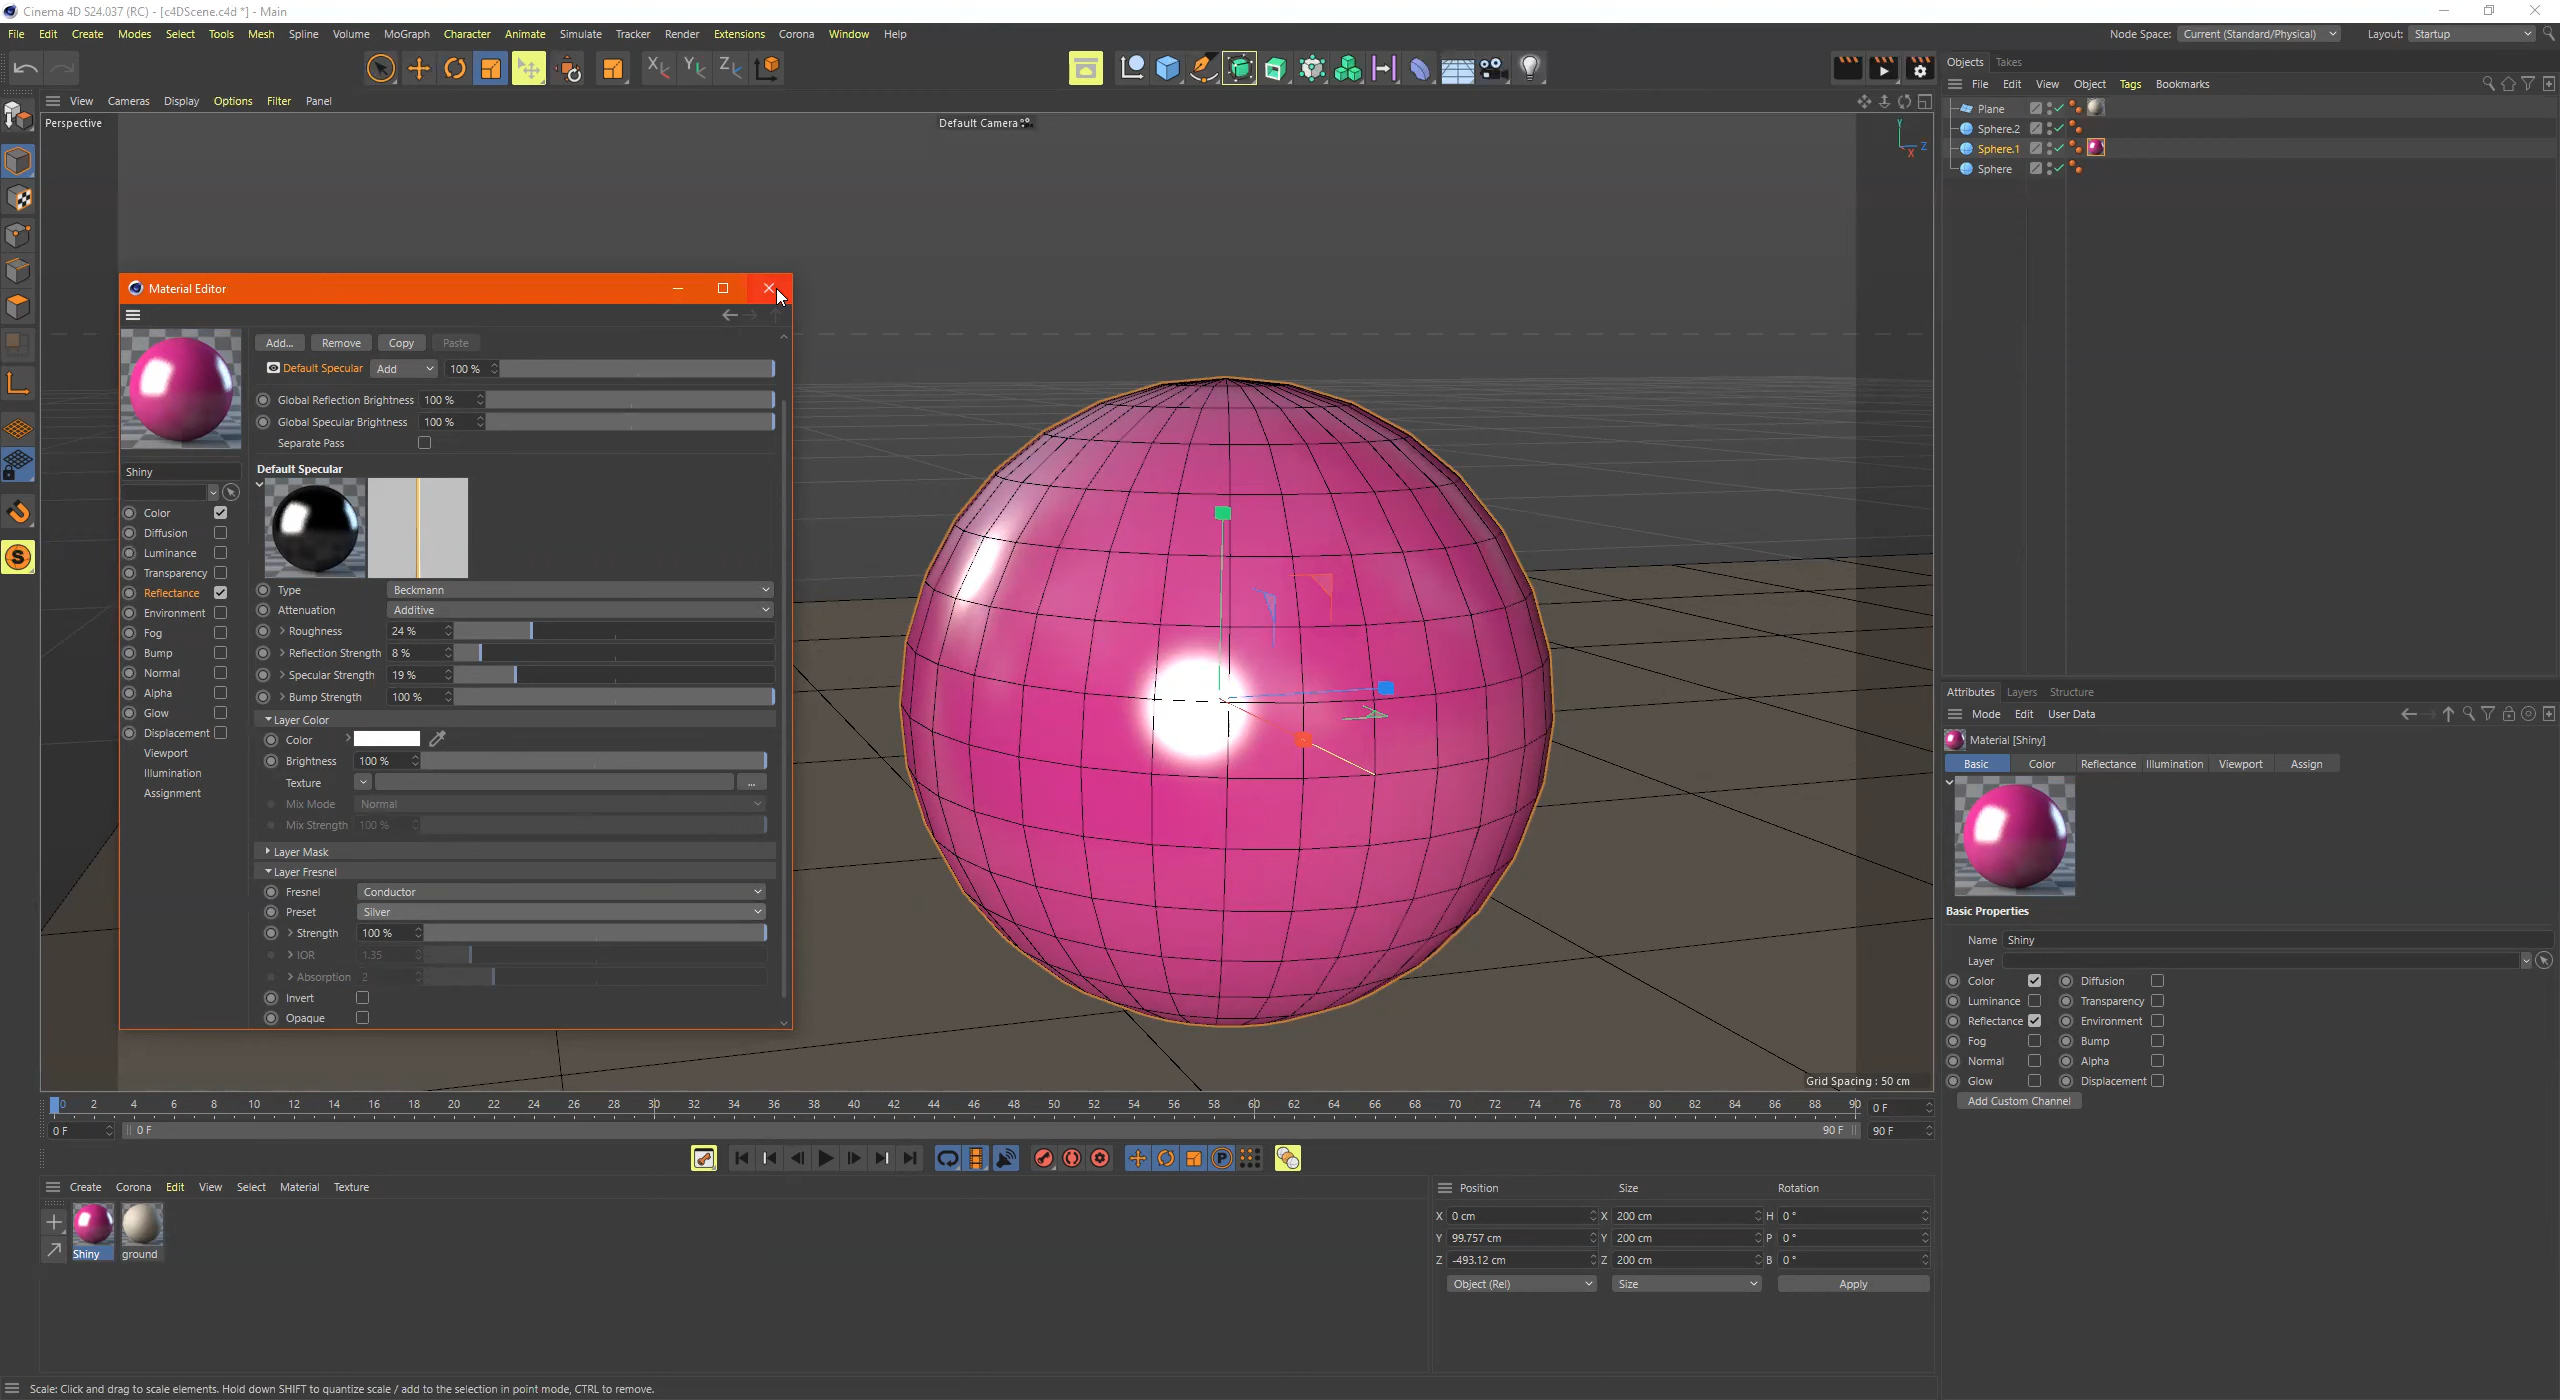 Cinema 4D S24.037 (RC) - [c4DScene.c4d *] - Main
File Edit Create Modes Select Tools Mesh Spline Volume MoGraph Character Animate Simulate Tracker Render Extensions Corona Window Help
Node Space: Current (Standard/Physical) Layout: Startup
X Y Z
View Cameras Display Options Filter Panel
Perspective
Default Camera
Y Z X
Material Editor
Add... Remove Copy Paste
Default Specular Add 100 %
Global Reflection Brightness 100 %
Global Specular Brightness 100 %
Separate Pass
Default Specular
Shiny
Color
Diffusion
Luminance
Transparency
Reflectance
Environment
Fog
Bump
Normal
Alpha
Glow
Displacement
Viewport
Illumination
Assignment
Type Beckmann
Attenuation Additive
Roughness 24 %
Reflection Strength 8 %
Specular Strength 19 %
Bump Strength 100 %
Layer Color
Color
Brightness 100 %
Texture ...
Mix Mode Normal
Mix Strength 100 %
Layer Mask
Layer Fresnel
Fresnel Conductor
Preset Silver
Strength 100 %
IOR 1.35
Absorption 2
Invert
Opaque
Grid Spacing : 50 cm
0 2 4 6 8 10 12 14 16 18 20 22 24 26 28 30 32 34 36 38 40 42 44 46 48 50 52 54 56 58 60 62 64 66 68 70 72 74 76 78 80 82 84 86 88 90 0 F
0 F 0 F 90 F 90 F
P
Create Corona Edit View Select Material Texture
Shiny ground
Position Size Rotation
X 0 cm X 200 cm H 0 °
Y 99.757 cm Y 200 cm P 0 °
Z -493.12 cm Z 200 cm B 0 °
Object (Rel) Size Apply
Scale: Click and drag to scale elements. Hold down SHIFT to quantize scale / add to the selection in point mode, CTRL to remove.
Objects Takes
File Edit View Object Tags Bookmarks
Plane
Sphere.2
Sphere.1
Sphere
Attributes Layers Structure
Mode Edit User Data
Material [Shiny]
Basic Color Reflectance Illumination Viewport Assign
Basic Properties
Name Shiny
Layer
Color Diffusion
Luminance Transparency
Reflectance Environment
Fog Bump
Normal Alpha
Glow Displacement
Add Custom Channel
S